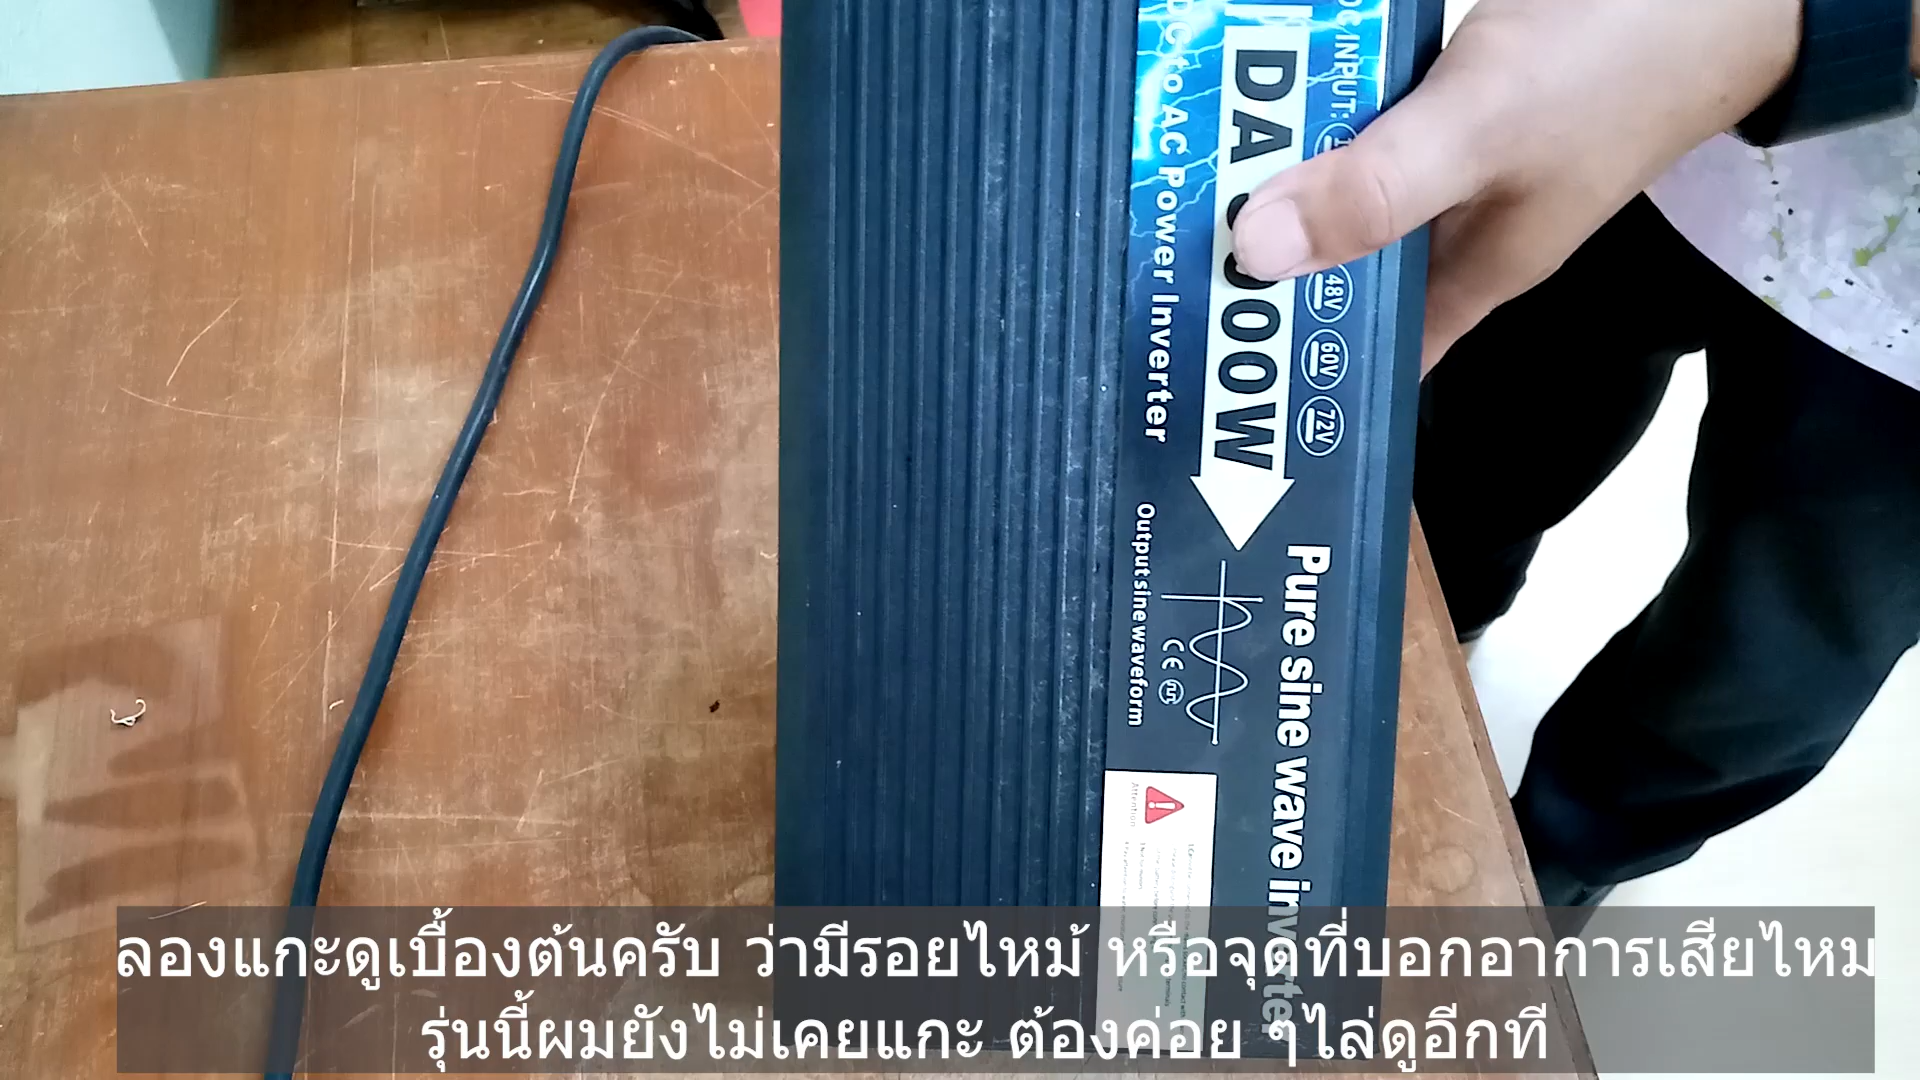 DC INPUT:
48V
60V
72V
DA
00W
DC to AC Power Inverter
Pure sine wave inverter
Output sine waveform
CE
Attention
ลองแกะดูเบื้องต้นครับ ว่ามีรอยไหม้ หรือจุดที่บอกอาการเสียไหม
รุ่นนี้ผมยังไม่เคยแกะ ต้องค่อย ๆไล่ดูอีกที